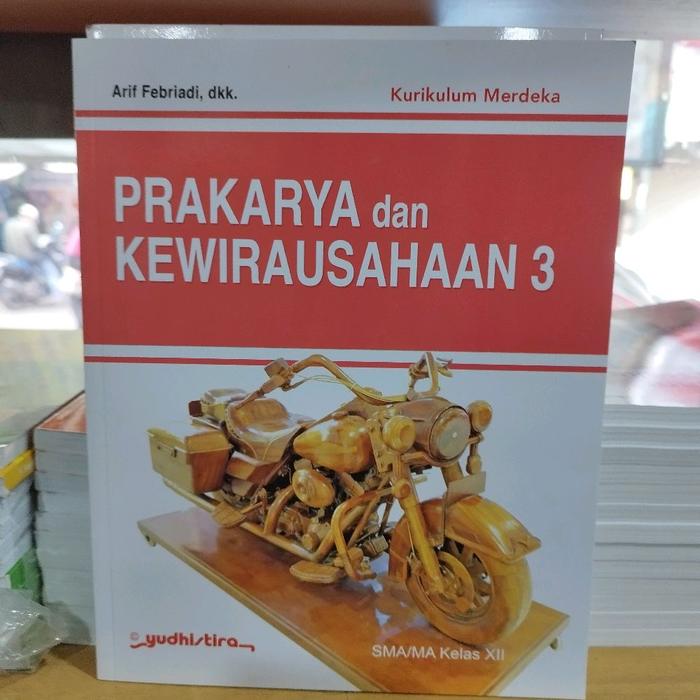 Arif Febriadi, dkk.
Kurikulum Merdeka
PRAKARYA dan
KEWIRAUSAHAAN 3
© yudhistira
SMA/MA Kelas XII